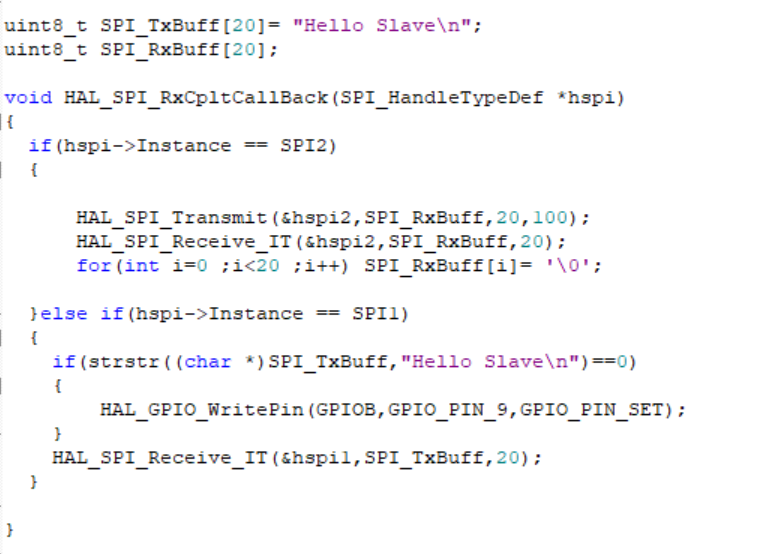 uint8_t SPI_TxBuff[20]= "Hello Slave\n";
uint8_t SPI_RxBuff[20];
void HAL_SPI_RxCpltCallBack(SPI_HandleTypeDef *hspi)
{
if(hspi->Instance == SPI2)
{
HAL_SPI_Transmit(&hspi2,SPI_RxBuff,20,100);
HAL_SPI_Receive_IT(&hspi2,SPI_RxBuff,20);
for(int i=0 ;i<20 ;i++) SPI_RxBuff[i]= '\0';
}else if(hspi->Instance == SPI1)
{
if(strstr((char *)SPI_TxBuff,"Hello Slave\n")==0)
{
HAL_GPIO_WritePin(GPIOB,GPIO_PIN_9,GPIO_PIN_SET);
}
HAL_SPI_Receive_IT(&hspi1,SPI_TxBuff,20);
}
}